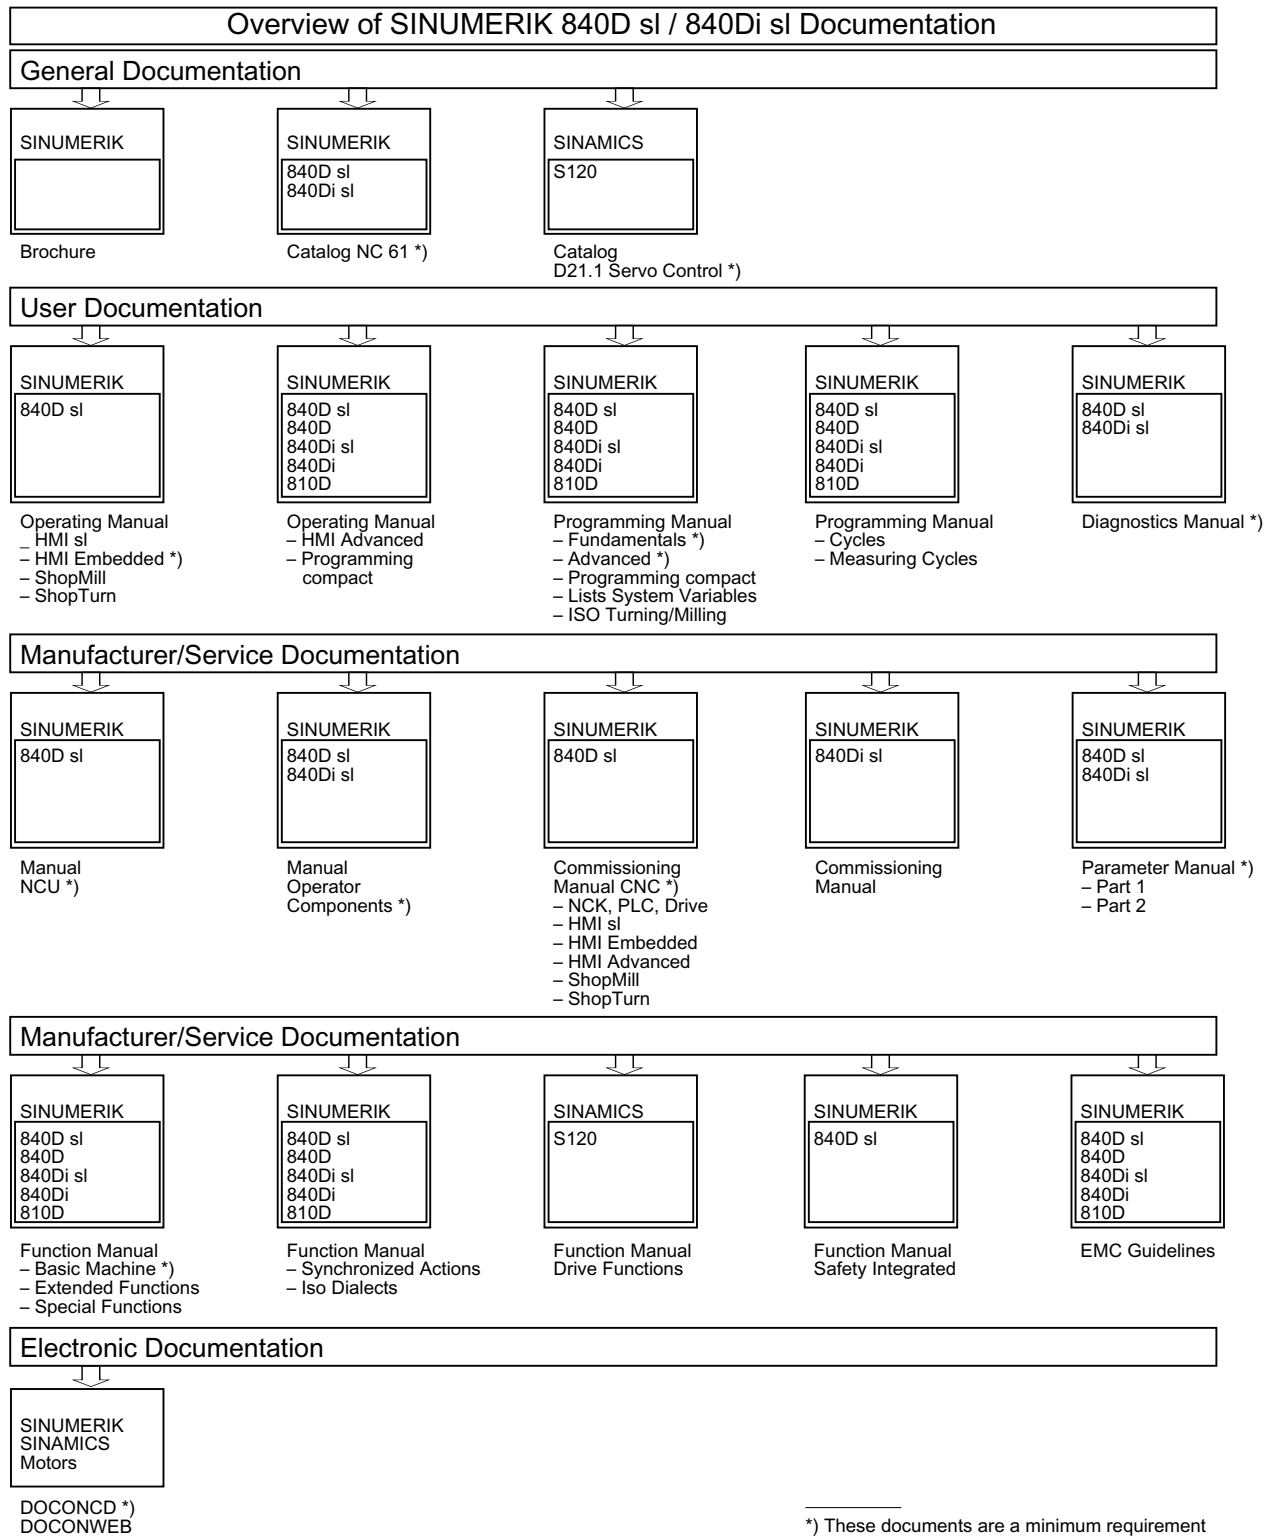 Overview of SINUMERIK 840D sl / 840Di sl Documentation
General Documentation
SINUMERIK
Brochure
SINUMERIK
840D sl
840Di sl
Catalog NC 61 *)
SINAMICS
S120
Catalog
D21.1 Servo Control *)
User Documentation
SINUMERIK
840D sl
Operating Manual
_ HMI sl
– HMI Embedded *)
– ShopMill
– ShopTurn
SINUMERIK
840D sl
840D
840Di sl
840Di
810D
Operating Manual
– HMI Advanced
– Programming
compact
SINUMERIK
840D sl
840D
840Di sl
840Di
810D
Programming Manual
– Fundamentals *)
– Advanced *)
– Programming compact
– Lists System Variables
– ISO Turning/Milling
SINUMERIK
840D sl
840D
840Di sl
840Di
810D
Programming Manual
– Cycles
– Measuring Cycles
SINUMERIK
840D sl
840Di sl
Diagnostics Manual *)
Manufacturer/Service Documentation
SINUMERIK
840D sl
Manual
NCU *)
SINUMERIK
840D sl
840Di sl
Manual
Operator
Components *)
SINUMERIK
840D sl
Commissioning
Manual CNC *)
– NCK, PLC, Drive
– HMI sl
– HMI Embedded
– HMI Advanced
– ShopMill
– ShopTurn
SINUMERIK
840Di sl
Commissioning
Manual
SINUMERIK
840D sl
840Di sl
Parameter Manual *)
– Part 1
– Part 2
Manufacturer/Service Documentation
SINUMERIK
840D sl
840D
840Di sl
840Di
810D
Function Manual
– Basic Machine *)
– Extended Functions
– Special Functions
SINUMERIK
840D sl
840D
840Di sl
840Di
810D
Function Manual
– Synchronized Actions
– Iso Dialects
SINAMICS
S120
Function Manual
Drive Functions
SINUMERIK
840D sl
Function Manual
Safety Integrated
SINUMERIK
840D sl
840D
840Di sl
840Di
810D
EMC Guidelines
Electronic Documentation
SINUMERIK
SINAMICS
Motors
DOCONCD *)
DOCONWEB
*) These documents are a minimum requirement